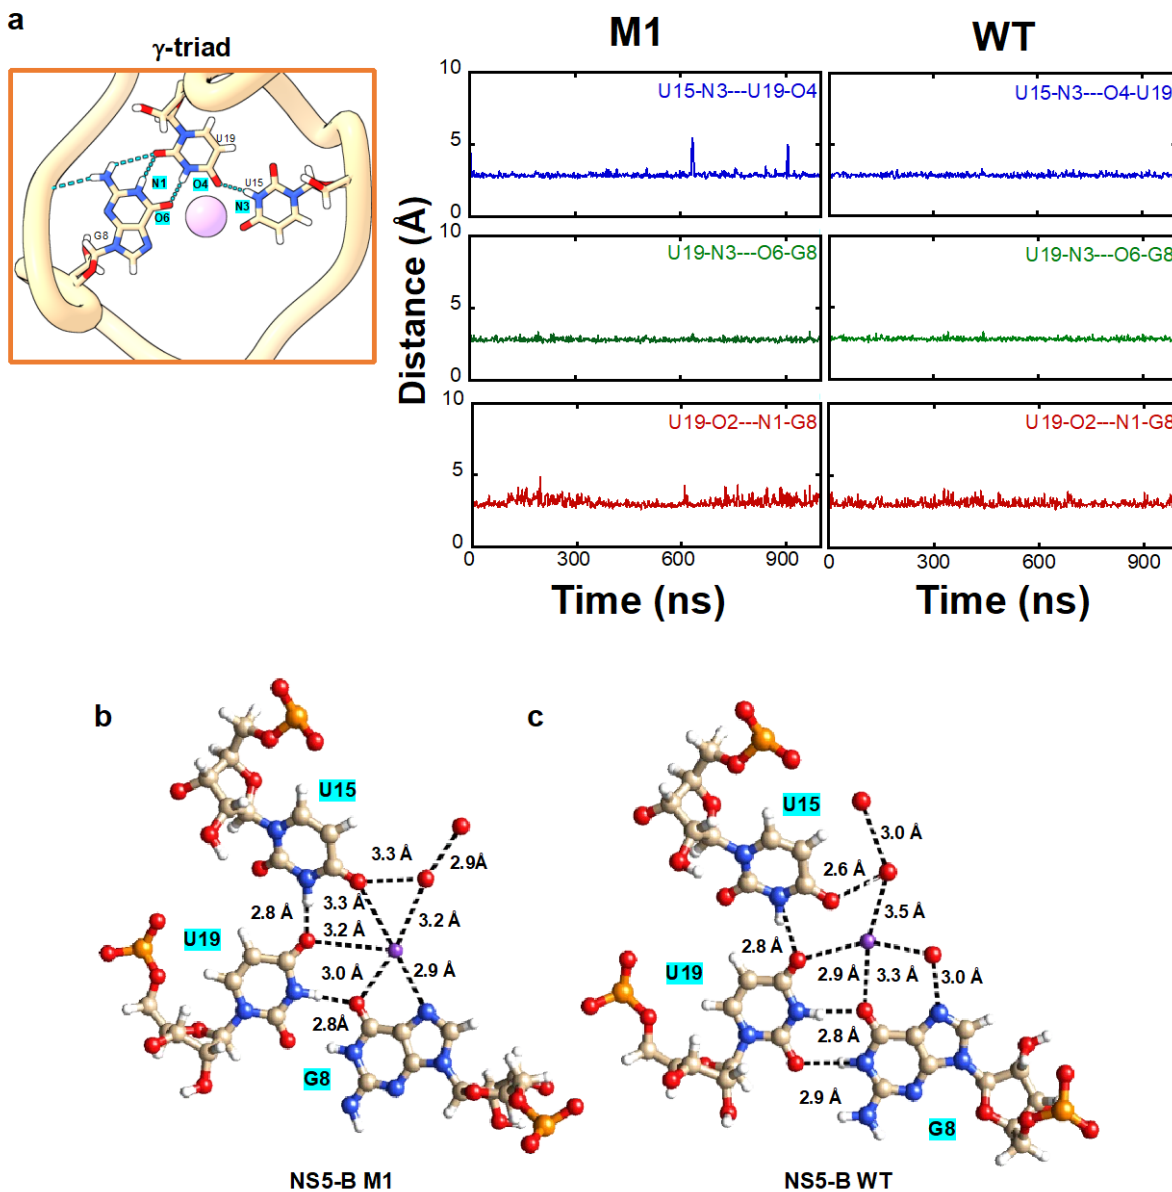 a
γ-triad
U19
U15
N1
O4
N3
O6
G8
M1
WT
Distance (Å)
10
5
0
U15-N3---U19-O4
U15-N3---O4-U19
10
5
0
U19-N3---O6-G8
U19-N3---O6-G8
10
5
0
U19-O2---N1-G8
U19-O2---N1-G8
0
300
600
900
0
300
600
900
Time (ns)
Time (ns)
b
U15
3.3 Å
2.9Å
2.8 Å
3.3 Å
3.2 Å
3.2 Å
U19
3.0 Å
2.9 Å
2.8Å
G8
NS5-B M1
c
U15
3.0 Å
2.6 Å
3.5 Å
2.8 Å
U19
2.9 Å
3.3 Å
3.0 Å
2.8 Å
2.9 Å
G8
NS5-B WT